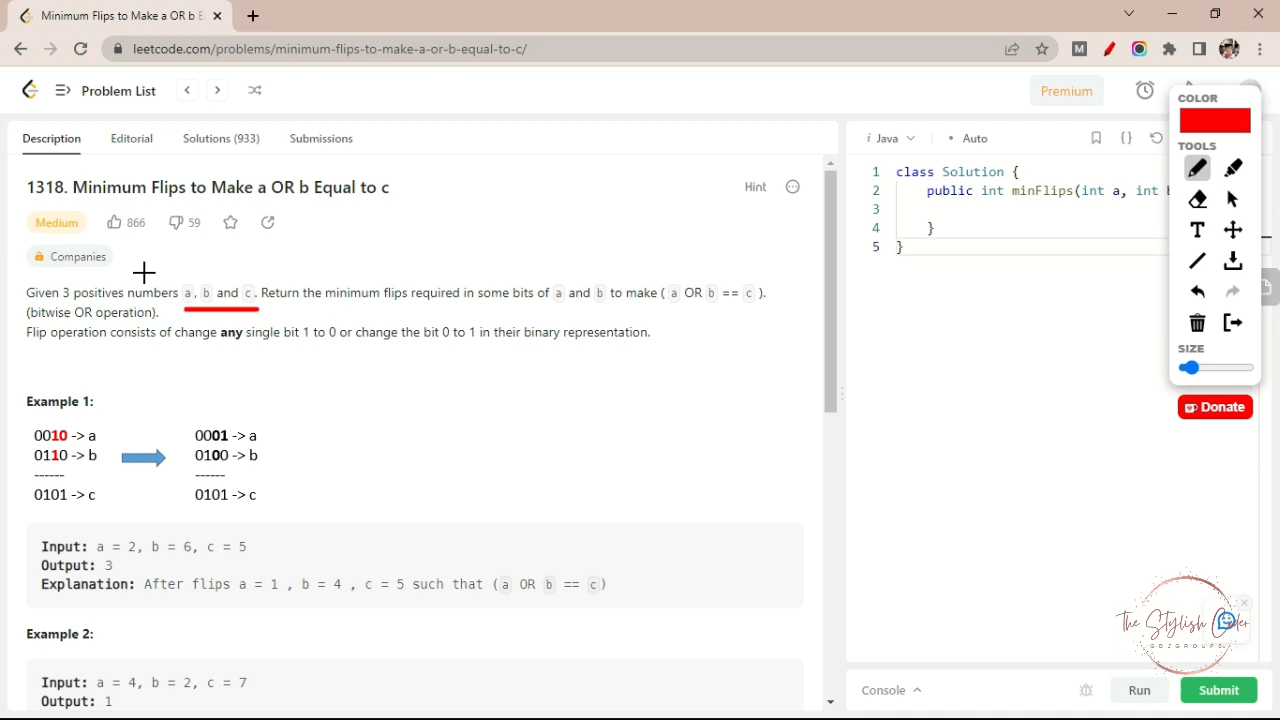 Minimum Flips to Make a OR b E
leetcode.com/problems/minimum-flips-to-make-a-or-b-equal-to-c/
Problem List
Premium
Description Editorial Solutions (933) Submissions
1318. Minimum Flips to Make a OR b Equal to c
Hint
Medium 866 59
Companies
Given 3 positives numbers a, b and c. Return the minimum flips required in some bits of a and b to make ( a OR b == c ).
(bitwise OR operation).
Flip operation consists of change any single bit 1 to 0 or change the bit 0 to 1 in their binary representation.
Example 1:
0010 -> a 0001 -> a
0110 -> b 0100 -> b
------ ------
0101 -> c 0101 -> c
Input: a = 2, b = 6, c = 5
Output: 3
Explanation: After flips a = 1 , b = 4 , c = 5 such that (a OR b == c)
Example 2:
Input: a = 4, b = 2, c = 7
Output: 1
i Java • Auto {}
1 class Solution {
2 public int minFlips(int a, int b
3
4 }
5 }
COLOR
TOOLS
T
SIZE
Donate
The Stylish Coder
GBJGROUPS
Console Run Submit
M